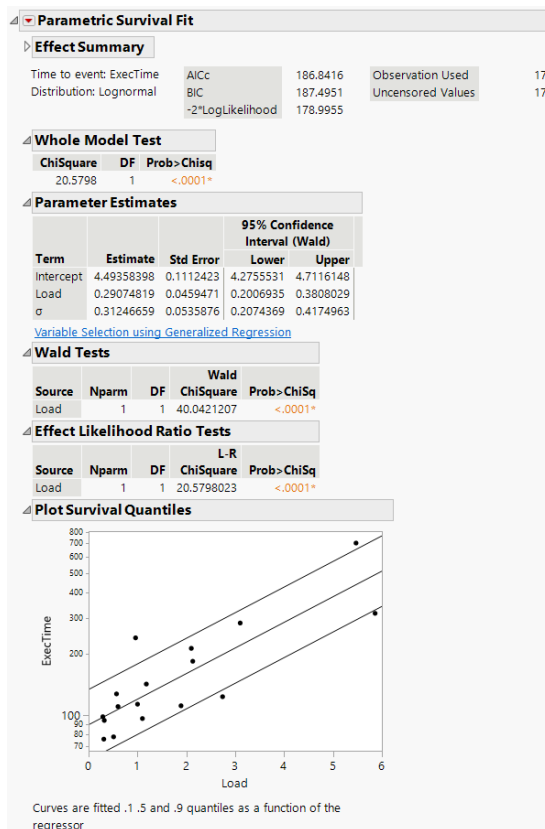 Parametric Survival Fit
Effect Summary
Time to event: ExecTime AICc 186.8416 Observation Used 17
Distribution: Lognormal BIC 187.4951 Uncensored Values 17
-2*LogLikelihood 178.9955
Whole Model Test
ChiSquare DF Prob>Chisq
20.5798 1 <.0001*
Parameter Estimates
95% Confidence
Interval (Wald)
Term Estimate Std Error Lower Upper
Intercept 4.49358398 0.1112423 4.2755531 4.7116148
Load 0.29074819 0.0459471 0.2006935 0.3808029
σ 0.31246659 0.0535876 0.2074369 0.4174963
Variable Selection using Generalized Regression
Wald Tests
Wald
Source Nparm DF ChiSquare Prob>ChiSq
Load 1 1 40.0421207 <.0001*
Effect Likelihood Ratio Tests
L-R
Source Nparm DF ChiSquare Prob>ChiSq
Load 1 1 20.5798023 <.0001*
Plot Survival Quantiles
800
700
600
500
400
300
200
100
90
80
70
ExecTime
0 1 2 3 4 5 6
Load
Curves are fitted .1 .5 and .9 quantiles as a function of the
regressor